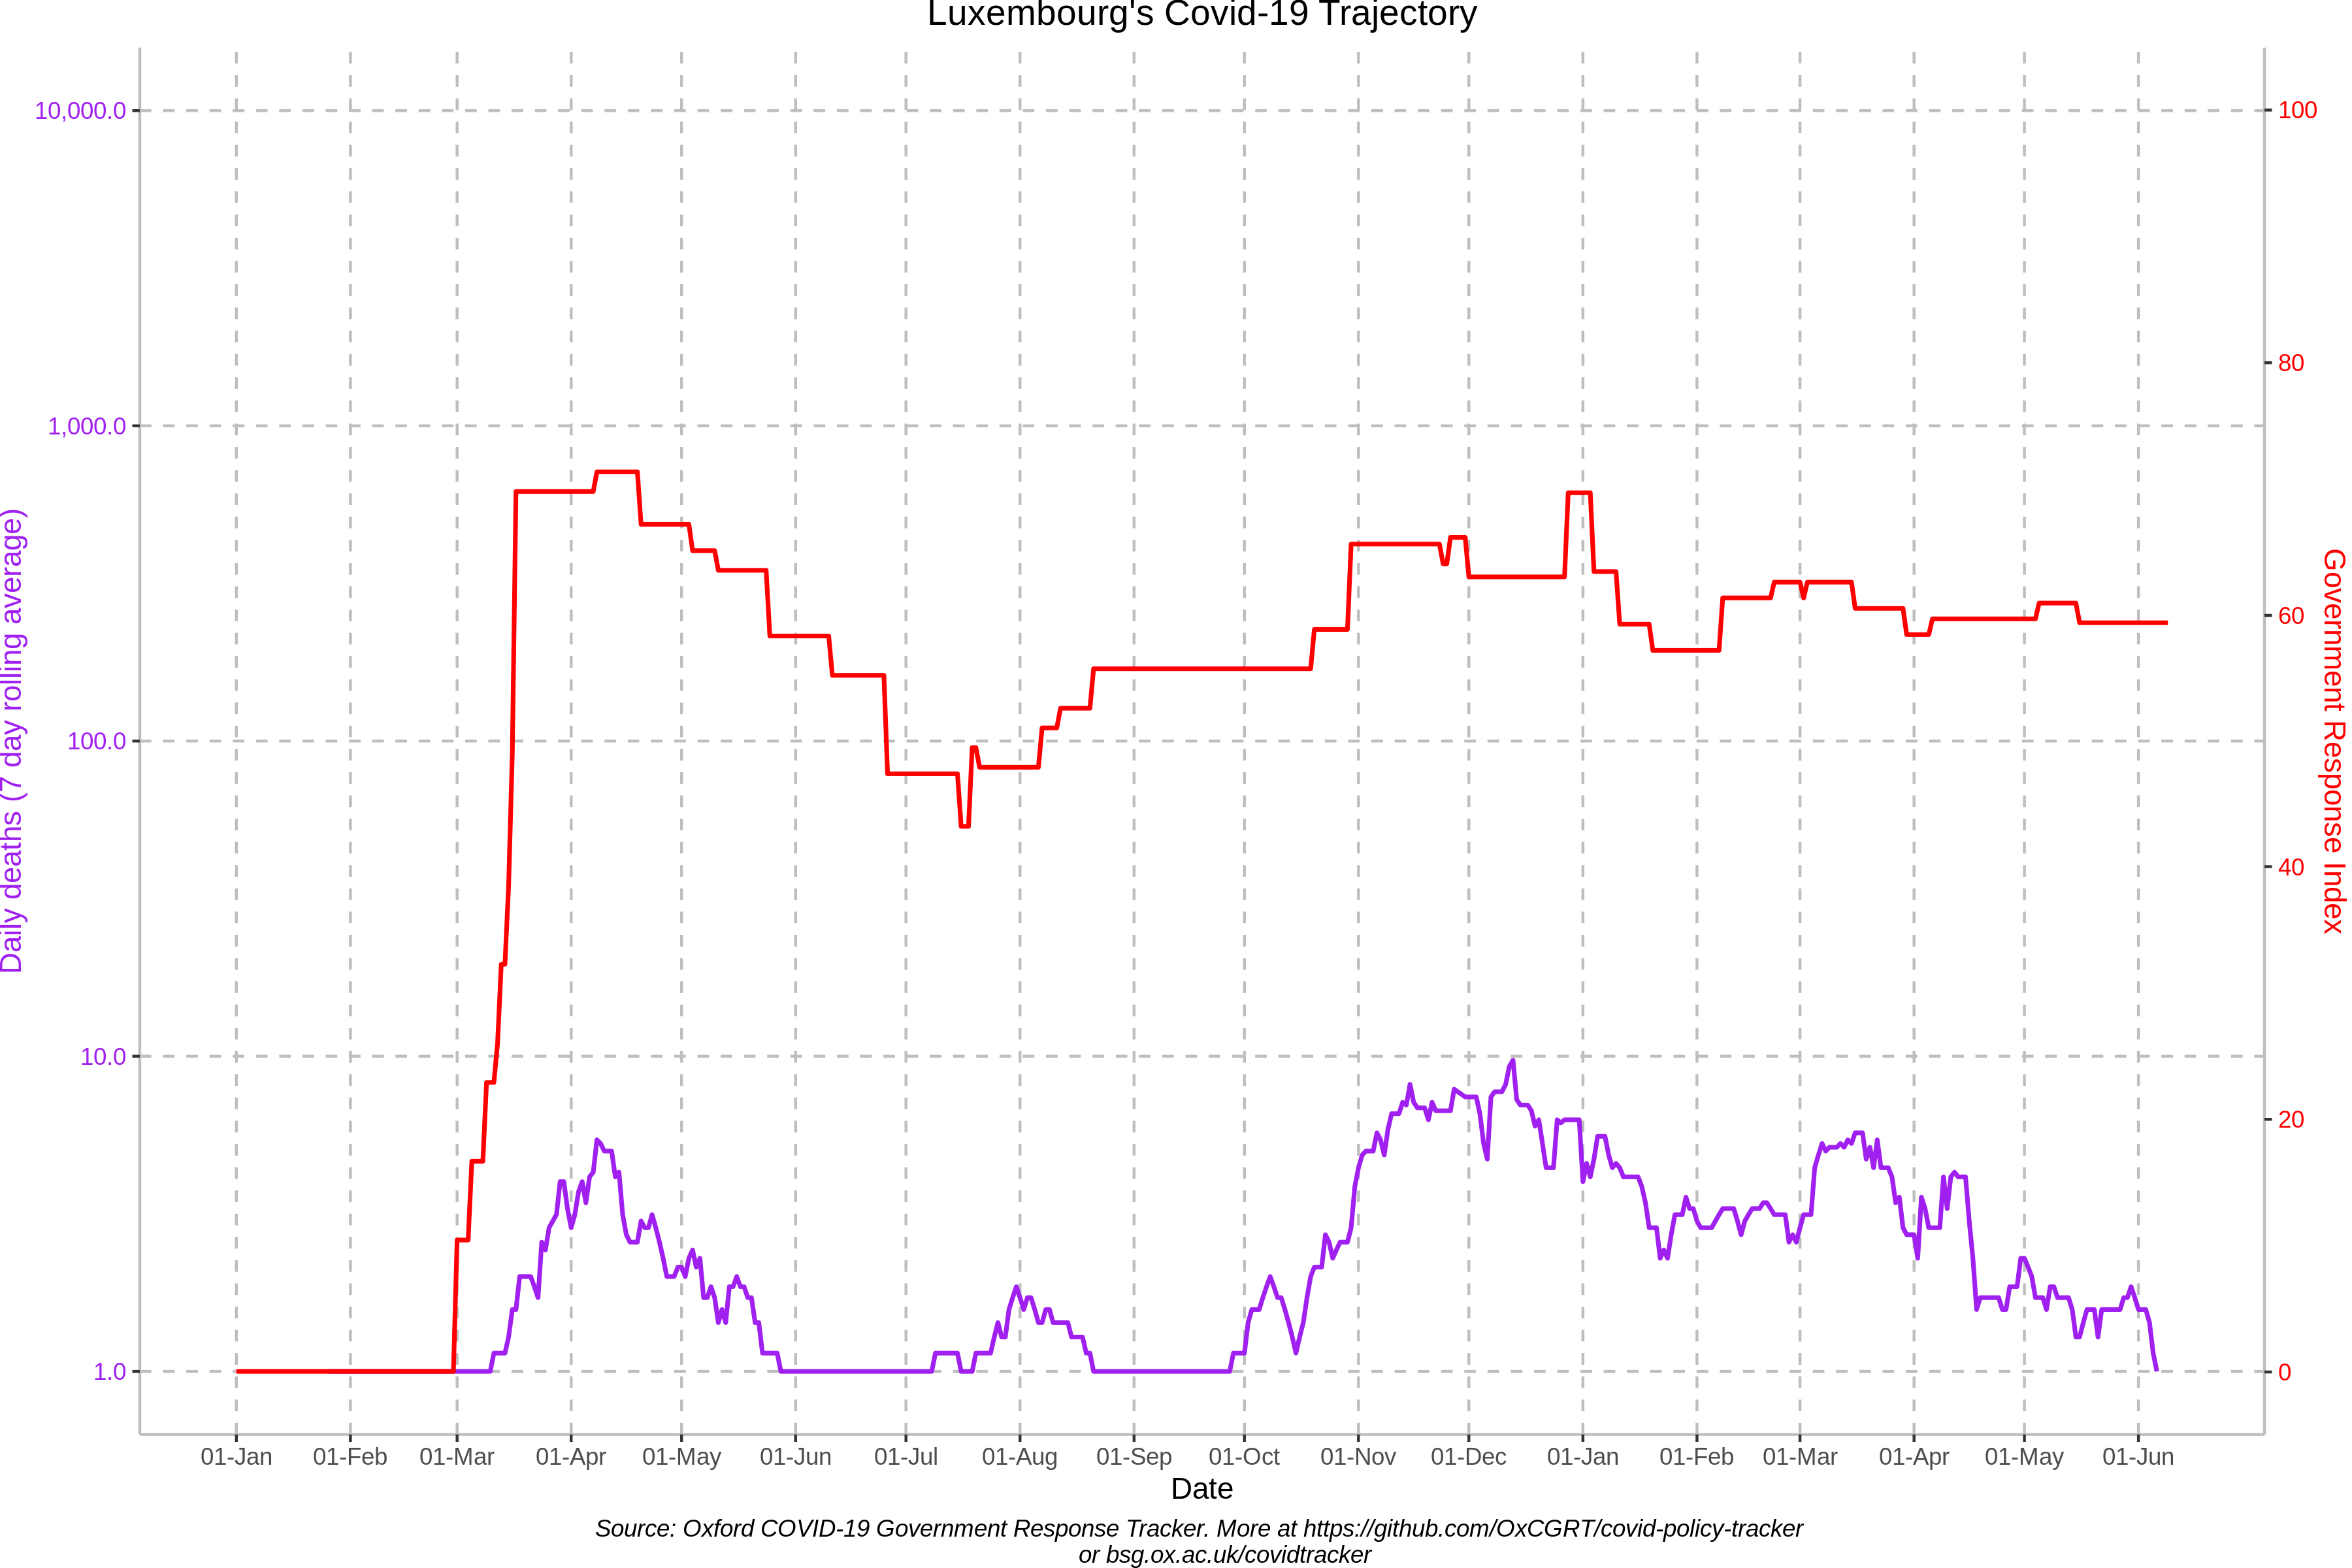 Luxembourg's Covid-19 Trajectory
10,000.0
1,000.0
100.0
10.0
1.0
Daily deaths (7 day rolling average)
100
80
60
40
20
0
Government Response Index
01-Jan 01-Feb 01-Mar 01-Apr 01-May 01-Jun 01-Jul 01-Aug 01-Sep 01-Oct 01-Nov 01-Dec 01-Jan 01-Feb 01-Mar 01-Apr 01-May 01-Jun
Date
Source: Oxford COVID-19 Government Response Tracker. More at https://github.com/OxCGRT/covid-policy-tracker
or bsg.ox.ac.uk/covidtracker